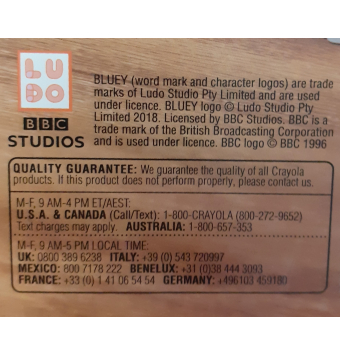 LU
DO
BBC
STUDIOS
BLUEY (word mark and character logos) are trade
marks of Ludo Studio Pty Limited and are used
under licence. BLUEY logo © Ludo Studio Pty
Limited 2018. Licensed by BBC Studios. BBC is a
trade mark of the British Broadcasting Corporation
and is used under licence. BBC logo © BBC 1996
QUALITY GUARANTEE: We guarantee the quality of all Crayola
products. If this product does not perform satisfactorily, please contact us.
M-F, 9 AM-4 PM ET/AEST:
U.S.A. & CANADA (Call/Text): 1-800-CRAYOLA (800-272-9652)
Text charges may apply. AUSTRALIA: 1-800-657-353
M-F, 9 AM-5 PM LOCAL TIME:
UK: 0800 389 6238 ITALY: +39 (0) 543 720997
MEXICO: 800 7178 222 BENELUX: +31 (0)38 444 3093
FRANCE: +33 (0) 1 41 06 54 54 GERMANY: +496103 459180